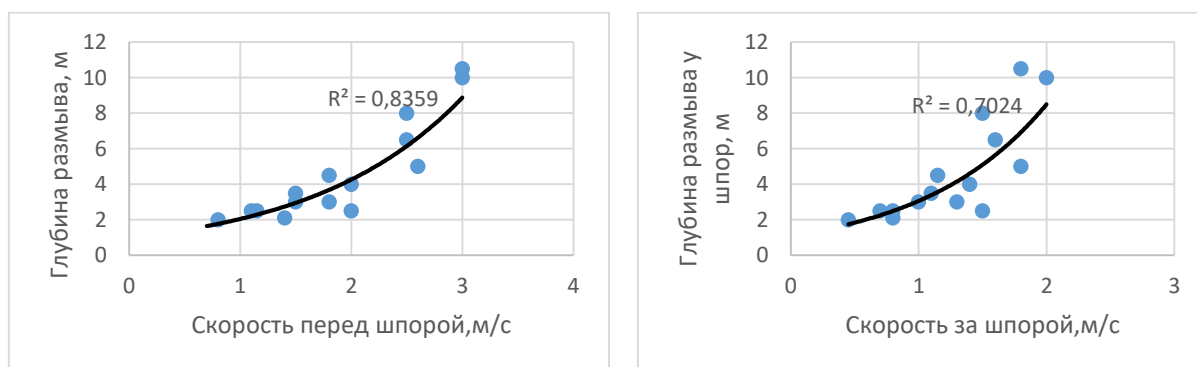 12
10
8
6
4
2
0
Глубина размыва, м
R² = 0,8359
0 1 2 3 4
Скорость перед шпорой,м/с
12
10
8
6
4
2
0
Глубина размыва у
шпор, м
R² = 0,7024
0 1 2 3
Скорость за шпорой,м/с